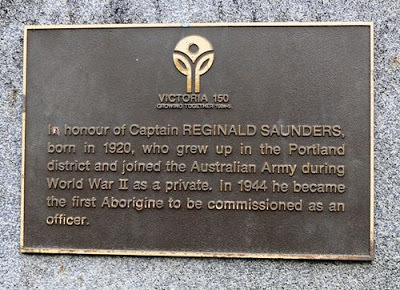 VICTORIA 150
GROWING TOGETHER 1984-5
In honour of Captain REGINALD SAUNDERS,
born in 1920, who grew up in the Portland
district and joined the Australian Army during
World War II as a private. In 1944 he became
the first Aborigine to be commissioned as an
officer.